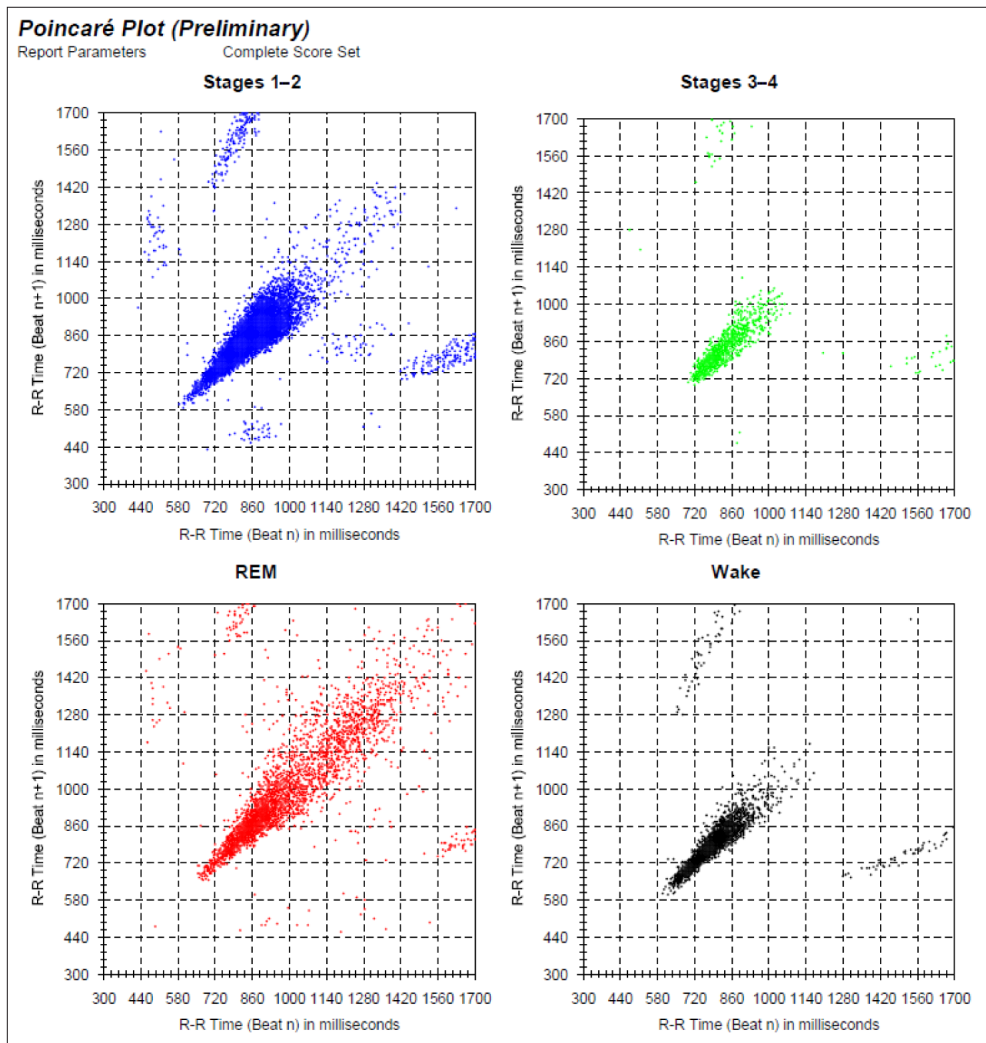 Poincaré Plot (Preliminary)
Report Parameters Complete Score Set
Stages 1–2
R-R Time (Beat n+1) in milliseconds
1700
1560
1420
1280
1140
1000
860
720
580
440
300
300 440 580 720 860 1000 1140 1280 1420 1560 1700
R-R Time (Beat n) in milliseconds
Stages 3–4
R-R Time (Beat n+1) in milliseconds
1700
1560
1420
1280
1140
1000
860
720
580
440
300
300 440 580 720 860 1000 1140 1280 1420 1560 1700
R-R Time (Beat n) in milliseconds
REM
R-R Time (Beat n+1) in milliseconds
1700
1560
1420
1280
1140
1000
860
720
580
440
300
300 440 580 720 860 1000 1140 1280 1420 1560 1700
R-R Time (Beat n) in milliseconds
Wake
R-R Time (Beat n+1) in milliseconds
1700
1560
1420
1280
1140
1000
860
720
580
440
300
300 440 580 720 860 1000 1140 1280 1420 1560 1700
R-R Time (Beat n) in milliseconds